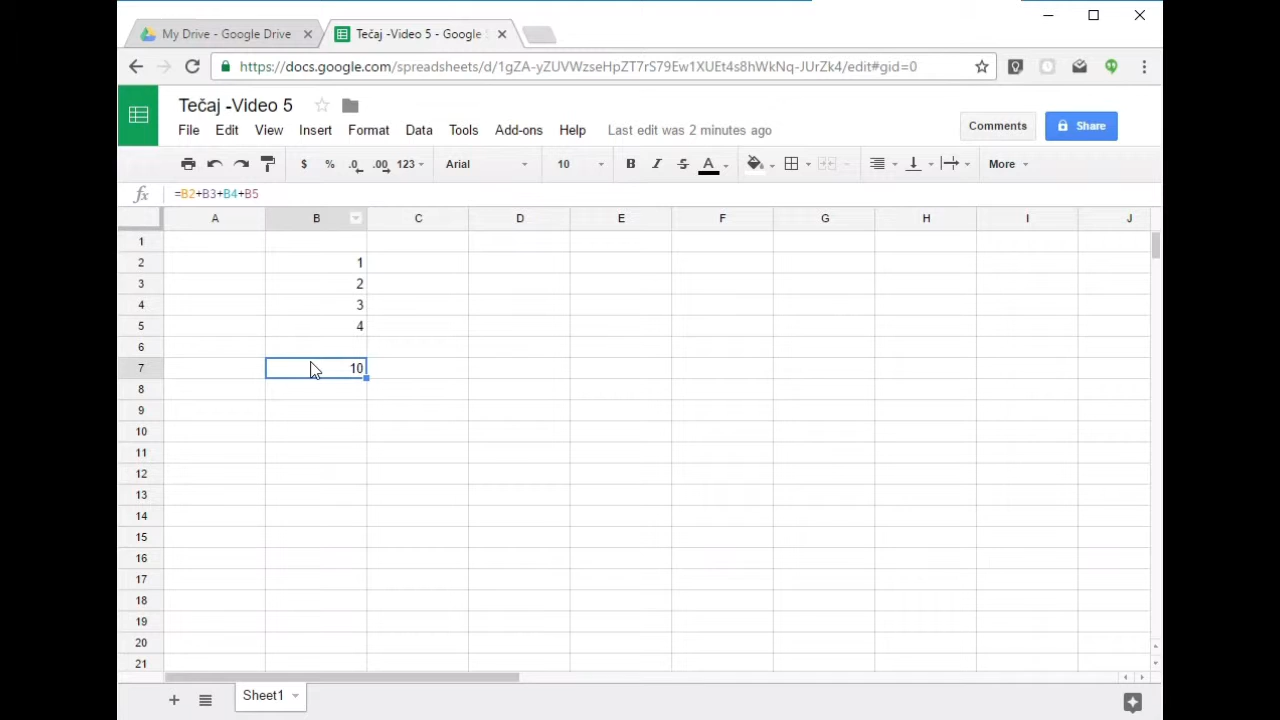 My Drive - Google Drive
Tečaj -Video 5 - Google
https://docs.google.com/spreadsheets/d/1gZA-yZUVWzseHpZT7rS79Ew1XUEt4s8hWkNq-JUrZk4/edit#gid=0
Tečaj -Video 5
File Edit View Insert Format Data Tools Add-ons Help Last edit was 2 minutes ago
Comments Share
$ % .0 .00 123 Arial 10 B I S A More
fx =B2+B3+B4+B5
A B C D E F G H I J
1
2 1
3 2
4 3
5 4
6
7 10
8
9
10
11
12
13
14
15
16
17
18
19
20
21
Sheet1